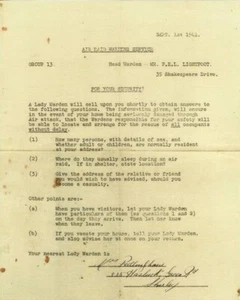 SEPT. 1st 1941.
AIR RAID WARDENS SERVICE
GROUP 13 Head Warden - MR. F.E.L. LIGHTFOOT.
39 Shakespeare Drive.
FOR YOUR SECURITY!
A Lady Warden will call upon you shortly to obtain answers to
the following questions. The information given, will ensure
in the event of your home being seriously damaged through
enemy action, that the Wardens responsible for your safety will
be able to locate and arrange for the rescue of all occupants
without delay.
(1) How many persons, with details of sex, and
whether adult or children, are normally resident
at your address?
(2) Where do they usually sleep during an air
raid. If in shelter, state location?
(3) Give the address of the relative or friend
you would wish to have advised, should you
become a casualty.
Other points are:-
(a) When you have visitors, let your Lady Warden
have particulars of them (as questions 1 and 2)
on the day they arrive. Then let her know
when they leave.
(b) If you vacate your house, tell your Lady Warden,
and also advise her at once on your return.
Your nearest Lady Warden is
Shirley